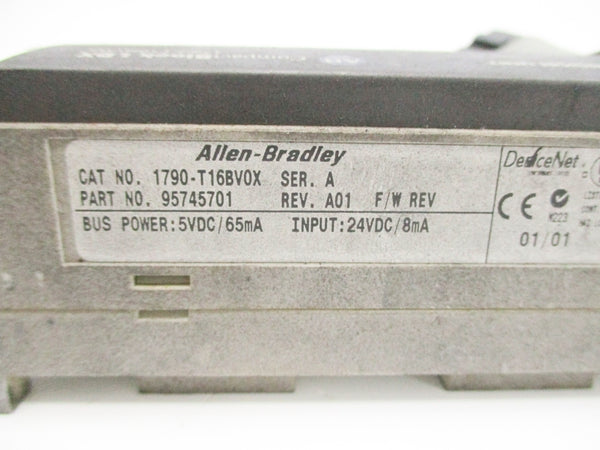 Allen-Bradley
CAT NO. 1790-T16BV0X SER. A
PART NO. 95745701 REV. A01 F/W REV
BUS POWER:5VDC/65mA INPUT:24VDC/8mA
DeviceNet
CE
N223
01/01